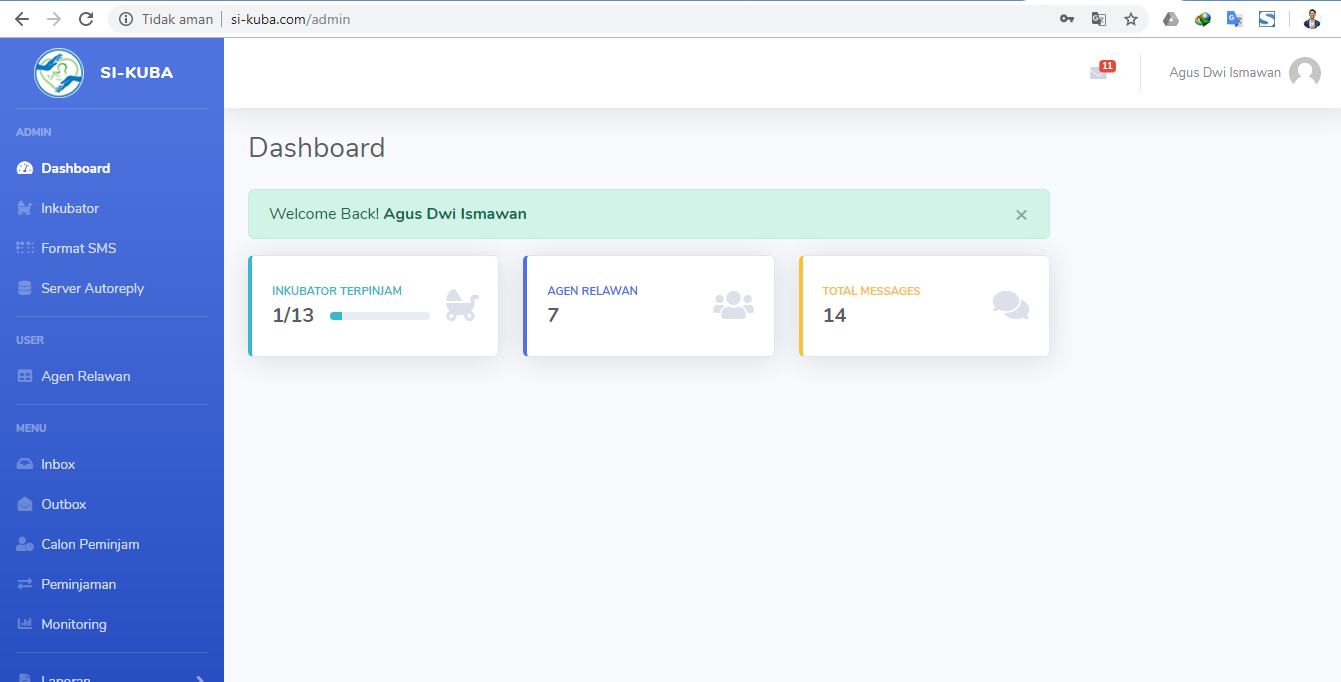 Tidak aman si-kuba.com/admin
SI-KUBA
11
Agus Dwi Ismawan
ADMIN
Dashboard
Inkubator
Format SMS
Server Autoreply
USER
Agen Relawan
MENU
Inbox
Outbox
Calon Peminjam
Peminjaman
Monitoring
Laporan
Dashboard
Welcome Back! Agus Dwi Ismawan
INKUBATOR TERPINJAM
1/13
AGEN RELAWAN
7
TOTAL MESSAGES
14